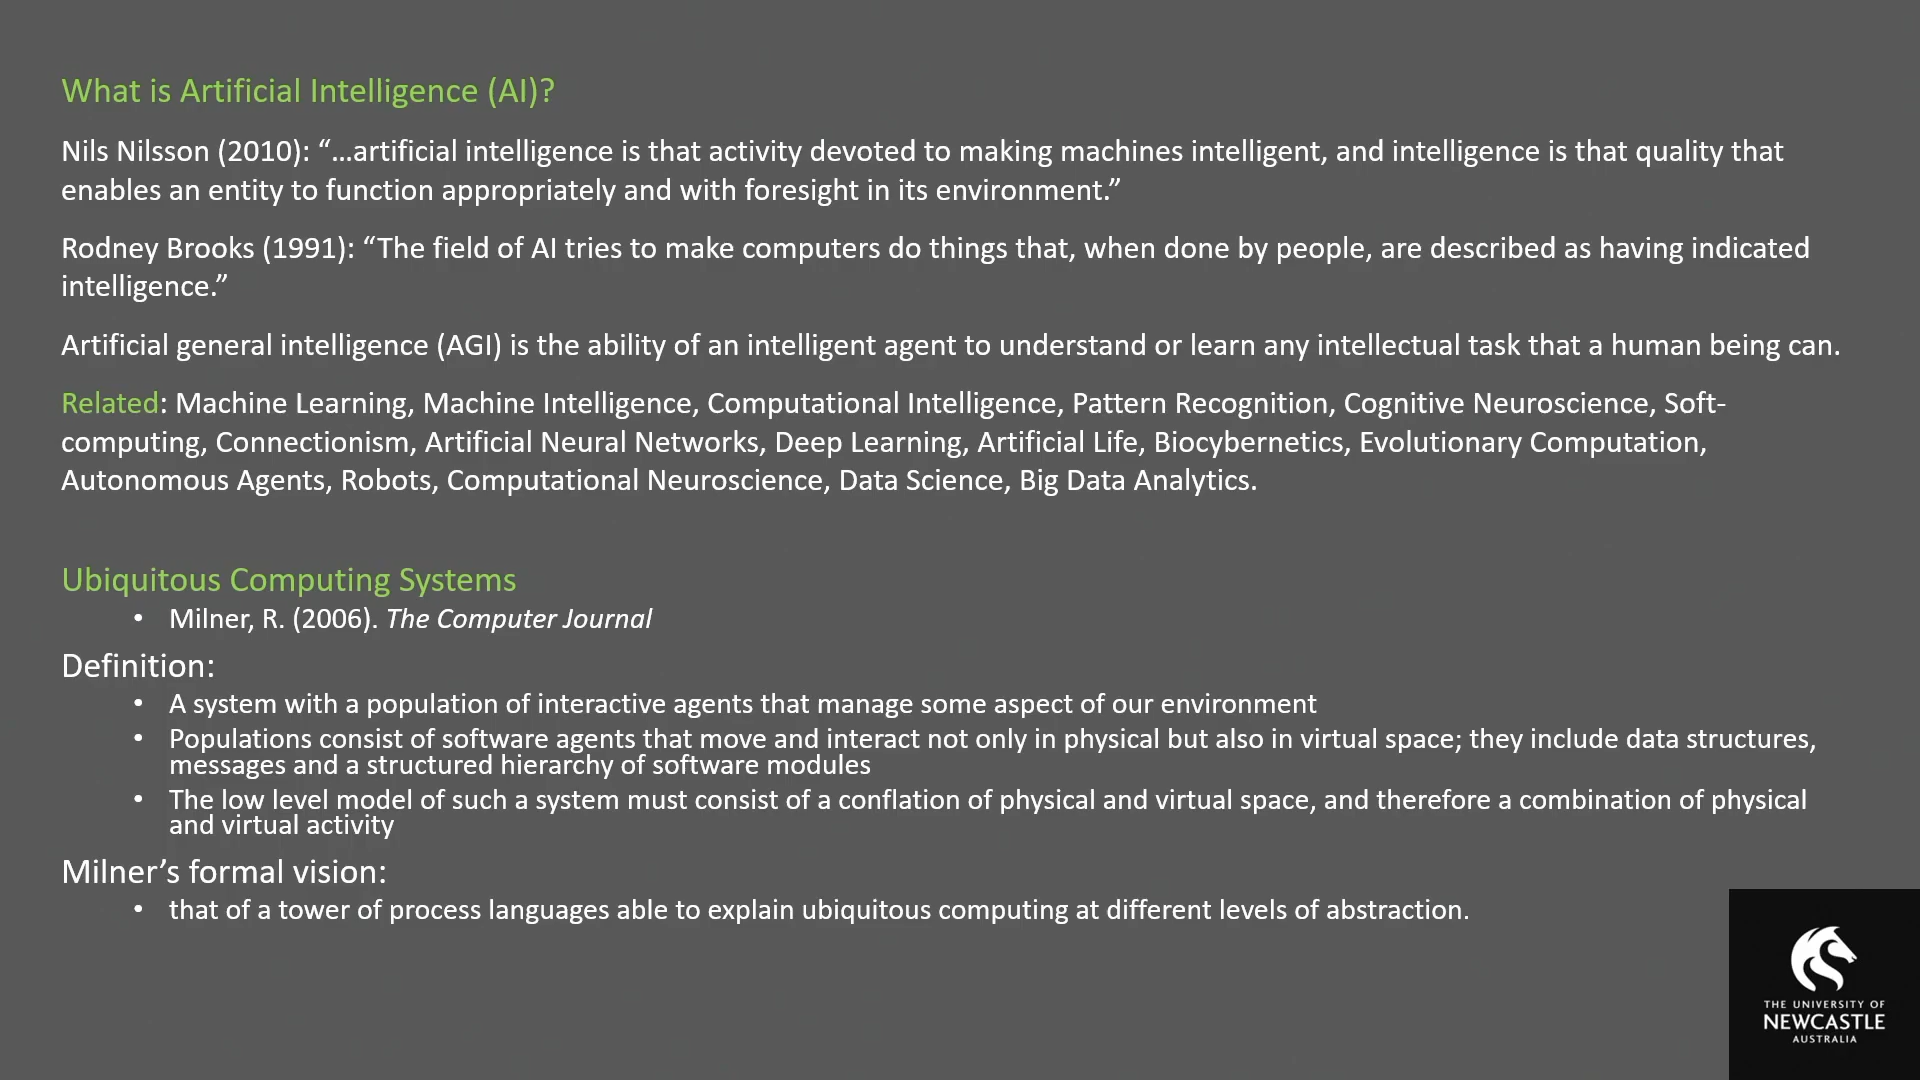 What is Artificial Intelligence (AI)?
Nils Nilsson (2010): “…artificial intelligence is that activity devoted to making machines intelligent, and intelligence is that quality that
enables an entity to function appropriately and with foresight in its environment.”
Rodney Brooks (1991): “The field of AI tries to make computers do things that, when done by people, are described as having indicated
intelligence.”
Artificial general intelligence (AGI) is the ability of an intelligent agent to understand or learn any intellectual task that a human being can.
Related: Machine Learning, Machine Intelligence, Computational Intelligence, Pattern Recognition, Cognitive Neuroscience, Soft-
computing, Connectionism, Artificial Neural Networks, Deep Learning, Artificial Life, Biocybernetics, Evolutionary Computation,
Autonomous Agents, Robots, Computational Neuroscience, Data Science, Big Data Analytics.
Ubiquitous Computing Systems
• Milner, R. (2006). The Computer Journal
Definition:
• A system with a population of interactive agents that manage some aspect of our environment
• Populations consist of software agents that move and interact not only in physical but also in virtual space; they include data structures,
messages and a structured hierarchy of software modules
• The low level model of such a system must consist of a conflation of physical and virtual space, and therefore a combination of physical
and virtual activity
Milner’s formal vision:
• that of a tower of process languages able to explain ubiquitous computing at different levels of abstraction.
THE UNIVERSITY OF
NEWCASTLE
AUSTRALIA